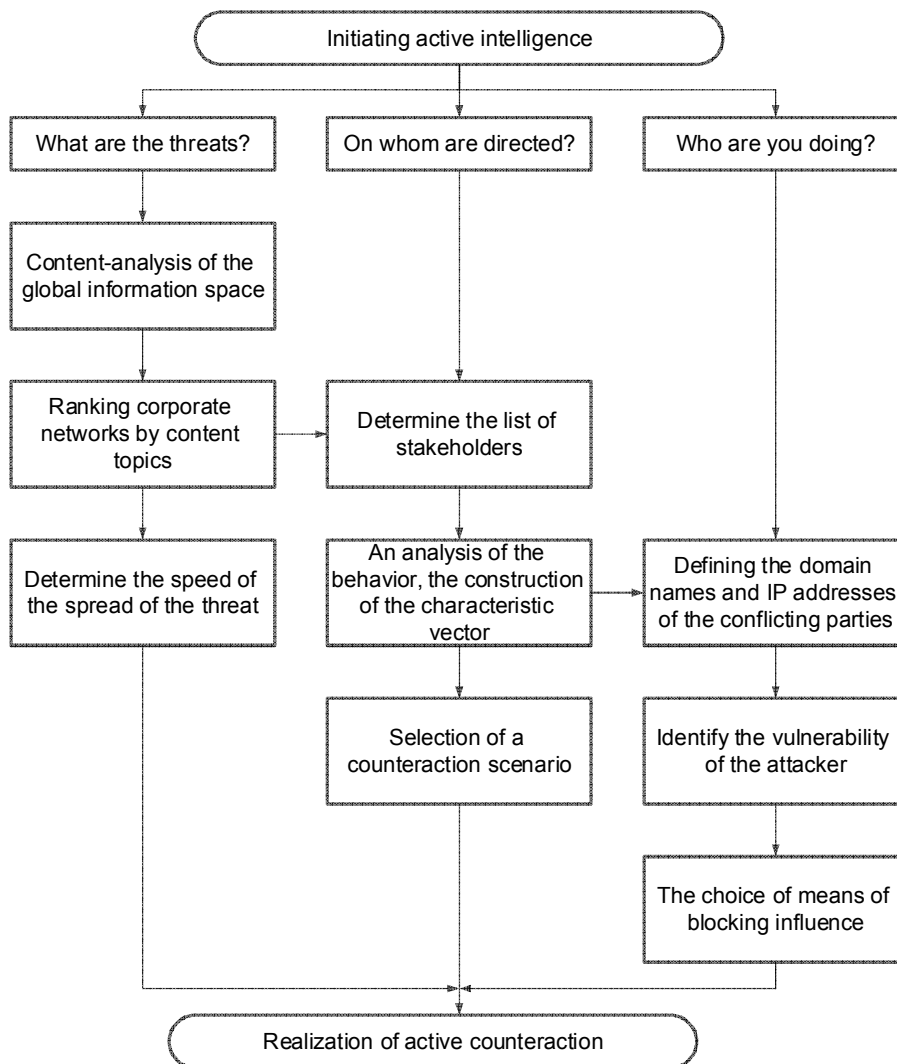 Initiating active intelligence
What are the threats?
On whom are directed?
Who are you doing?
Content-analysis of the
global information space
Ranking corporate
networks by content
topics
Determine the list of
stakeholders
Determine the speed of
the spread of the threat
An analysis of the
behavior, the construction
of the characteristic
vector
Defining the domain
names and IP addresses
of the conflicting parties
Selection of a
counteraction scenario
Identify the vulnerability
of the attacker
The choice of means of
blocking influence
Realization of active counteraction